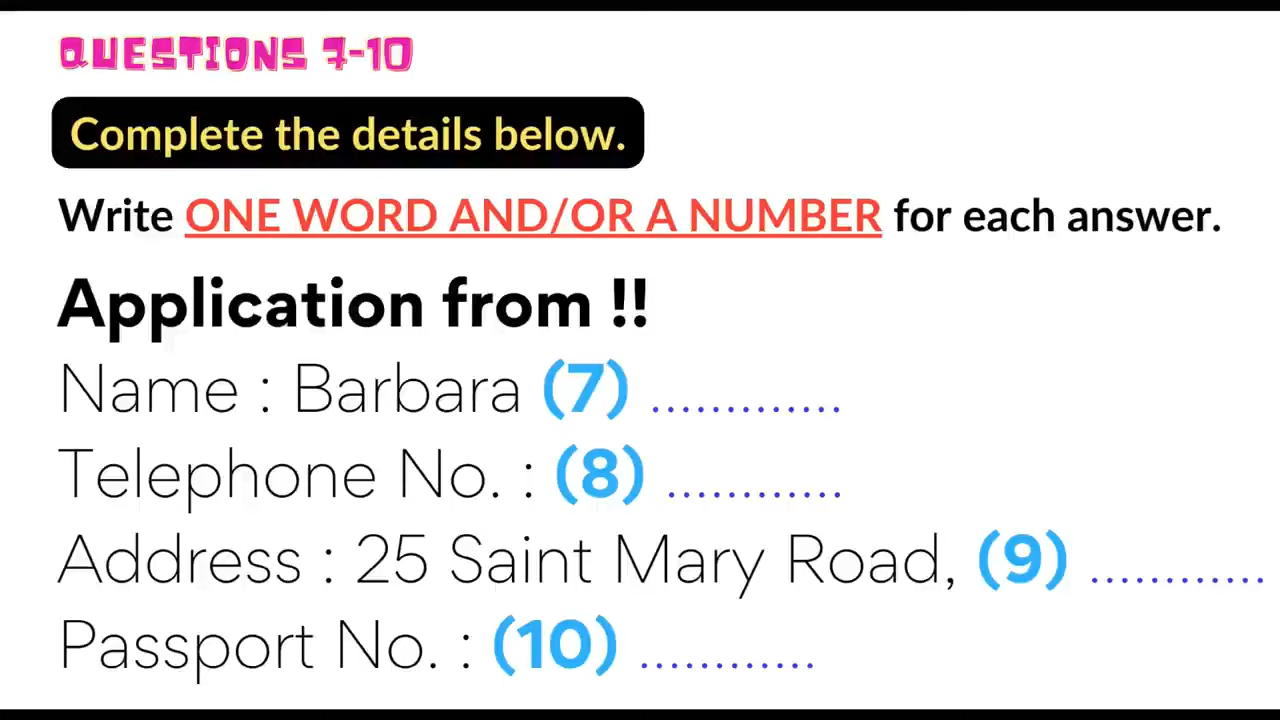 QUESTIONS 7-10
Complete the details below.
Write ONE WORD AND/OR A NUMBER for each answer.
Application from !!
Name : Barbara (7) .............
Telephone No. : (8) ............
Address : 25 Saint Mary Road, (9) ............
Passport No. : (10) ............